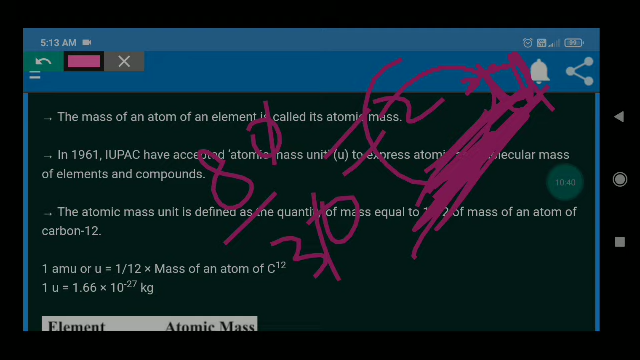 5:13 AM
→ The mass of an atom of an element is called its atomic mass.
→ In 1961, IUPAC have accepted 'atomic mass unit' (u) to express atomic and molecular mass
of elements and compounds.
→ The atomic mass unit is defined as the quantity of mass equal to 1/12 of mass of an atom of
carbon-12.
1 amu or u = 1/12 × Mass of an atom of C¹²
1 u = 1.66 × 10⁻²⁷ kg
Element Atomic Mass
10:40